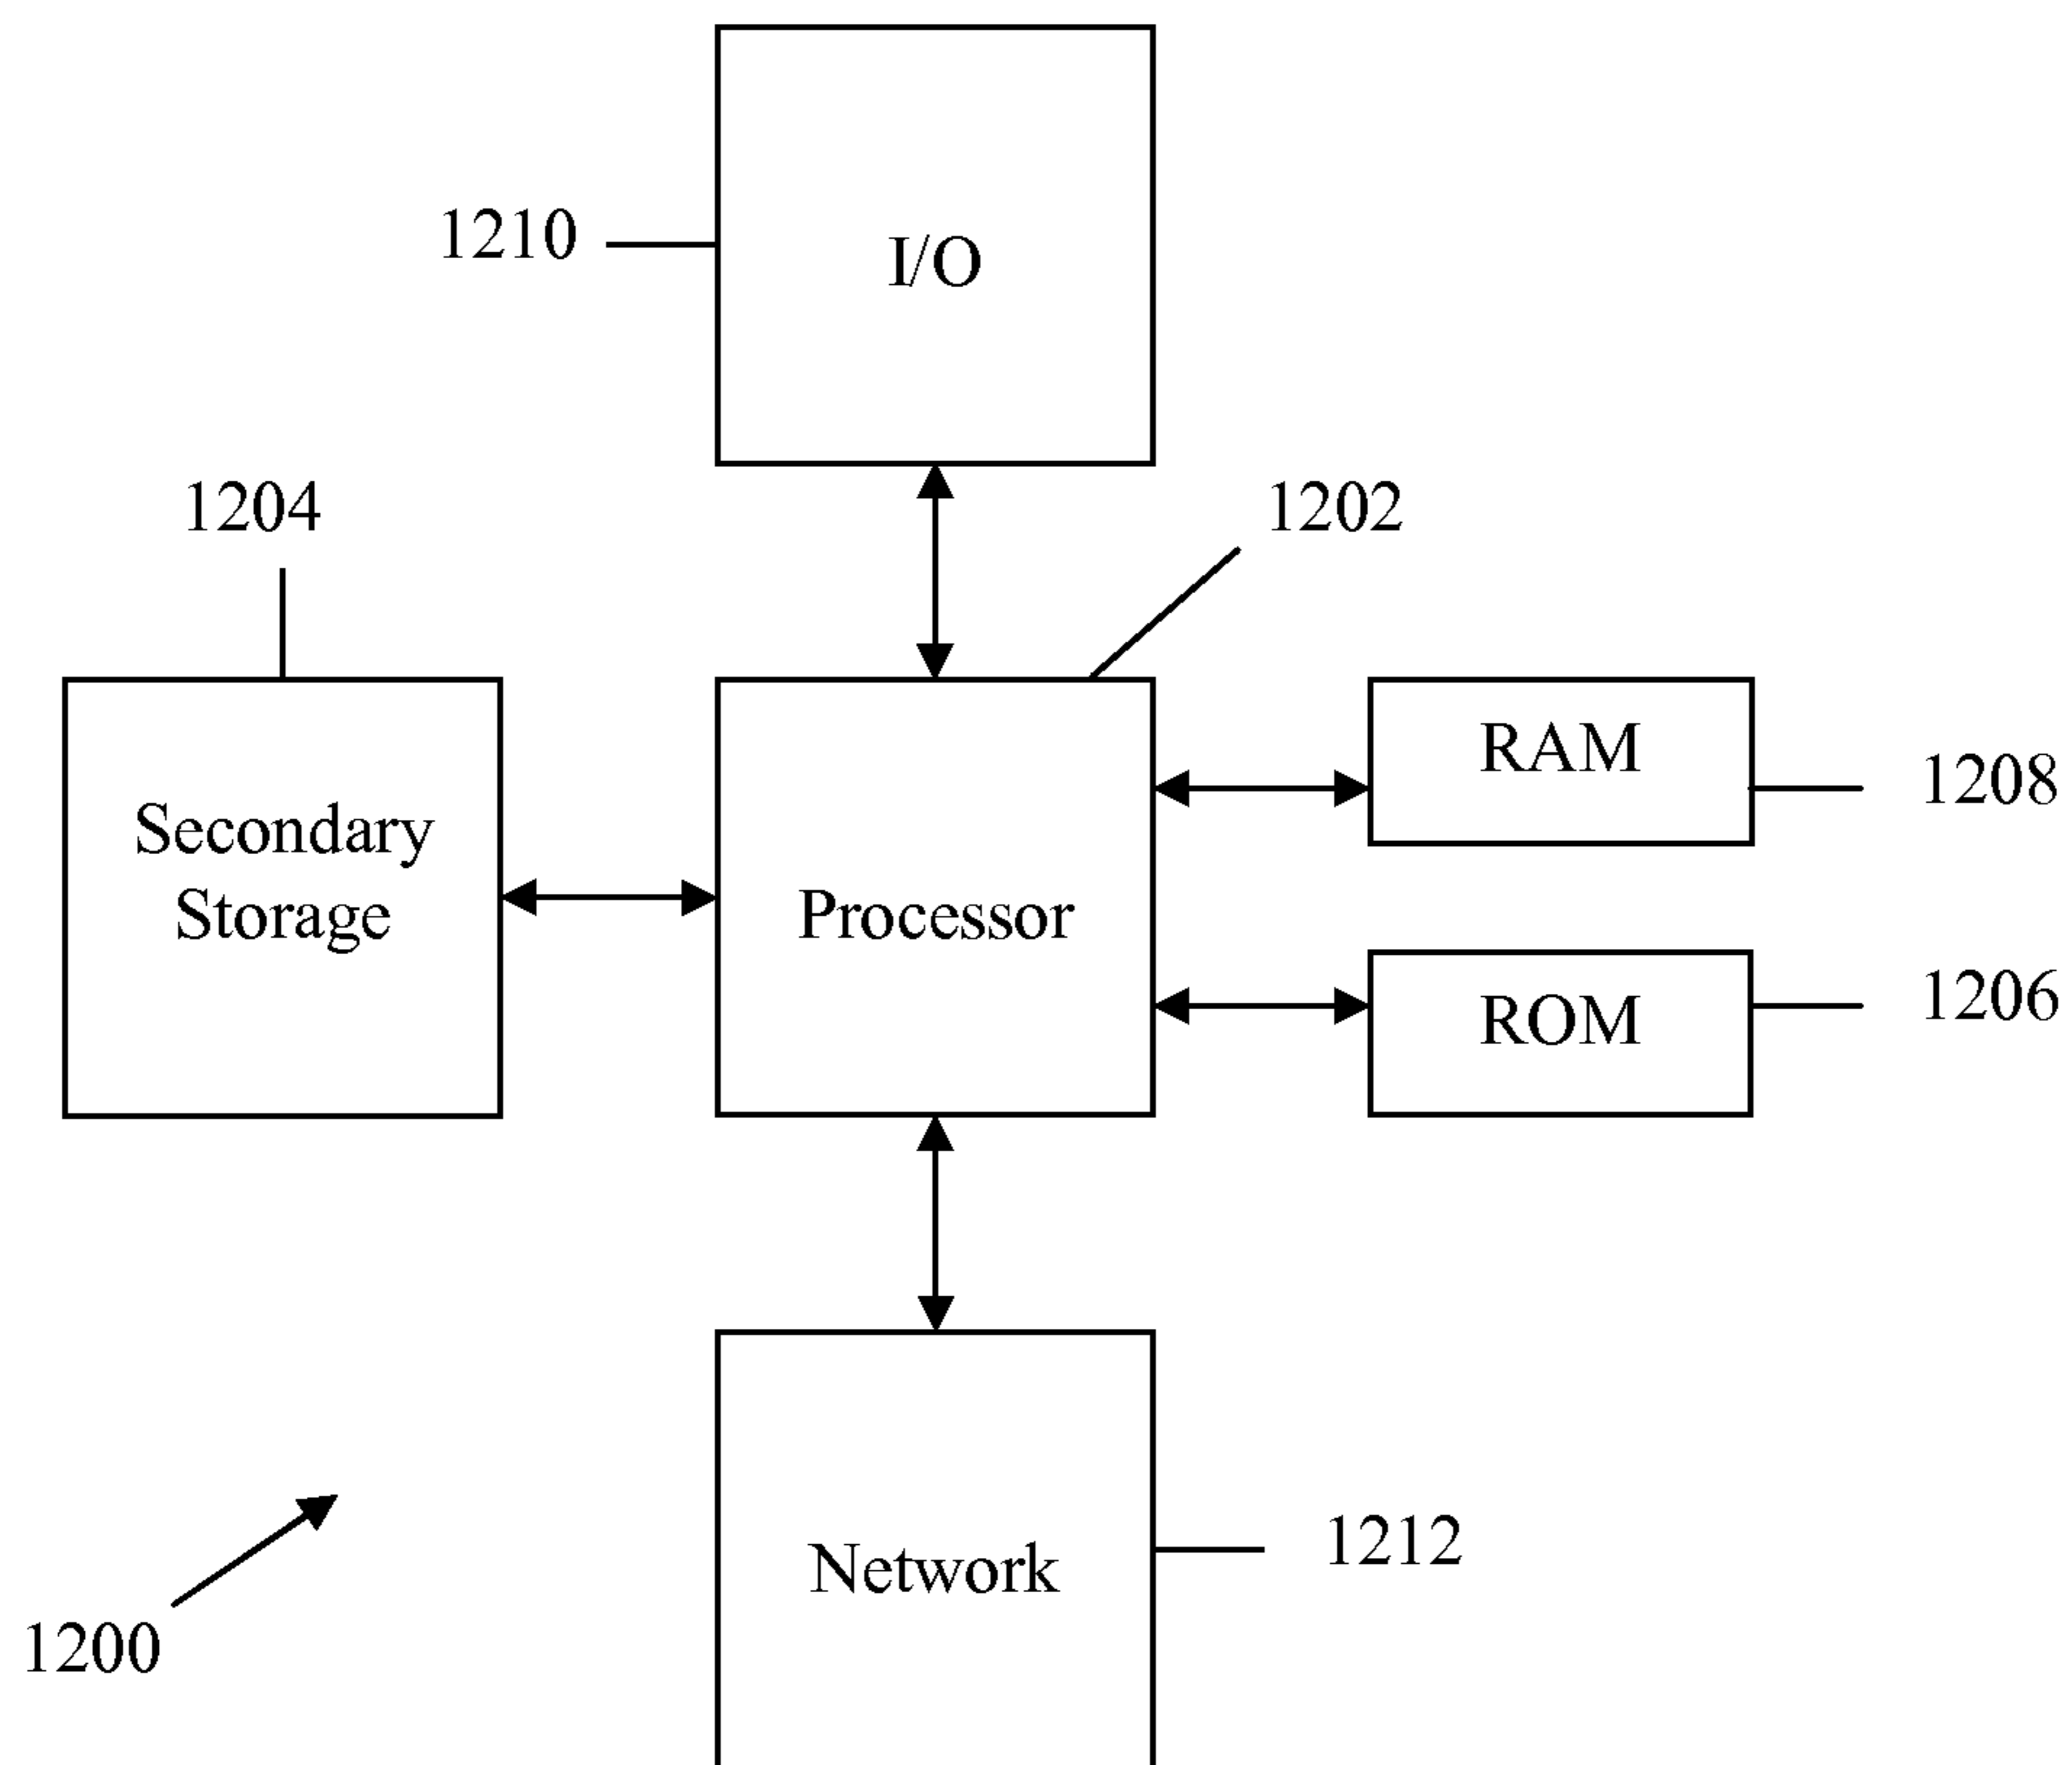 1210
I/O
1204
1202
Secondary
Storage
Processor
RAM
1208
ROM
1206
Network
1212
1200